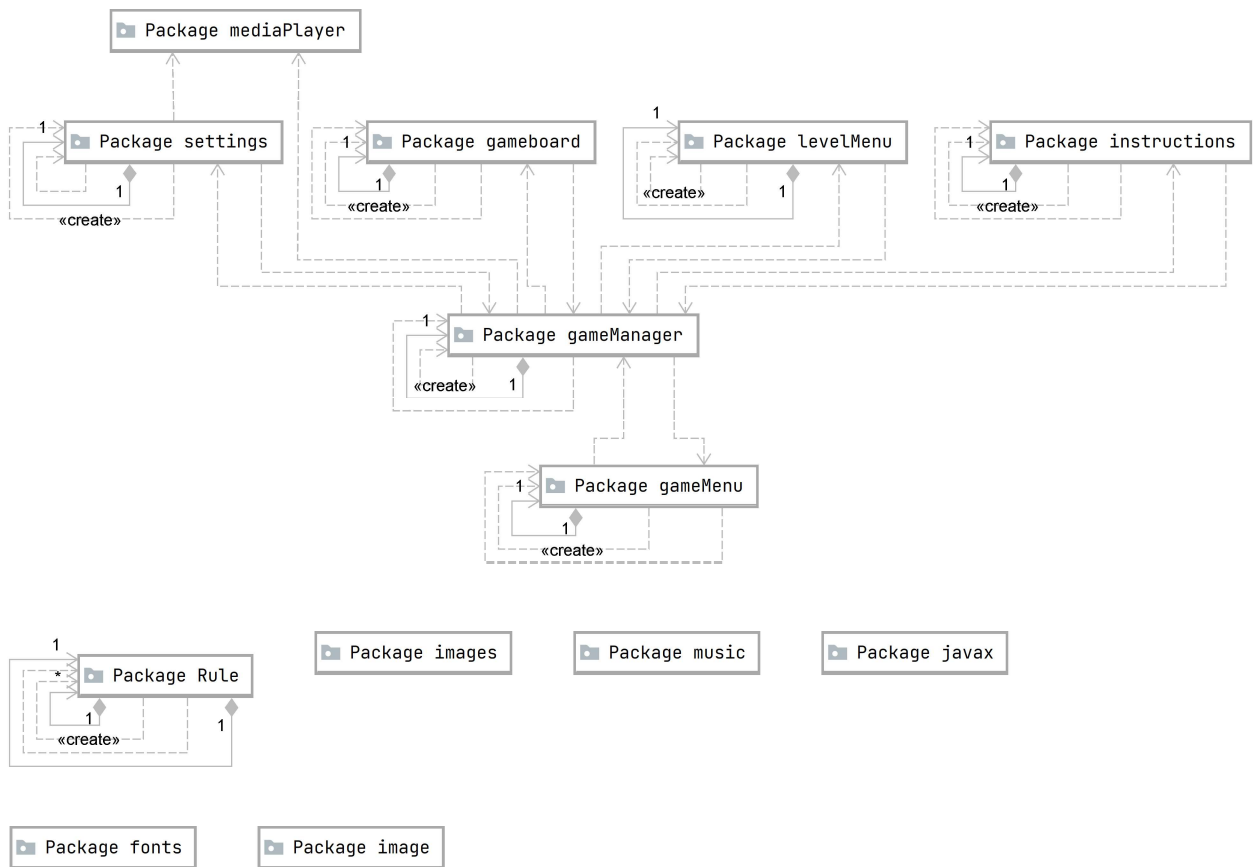 Package mediaPlayer
1
Package settings
1
«create»
Package gameboard
1
1
«create»
1
Package levelMenu
1
«create»
Package instructions
1
1
«create»
1
Package gameManager
«create»
1
Package gameMenu
1
1
«create»
1
Package Rule
*
1
1
«create»
Package images
Package music
Package javax
Package fonts
Package image